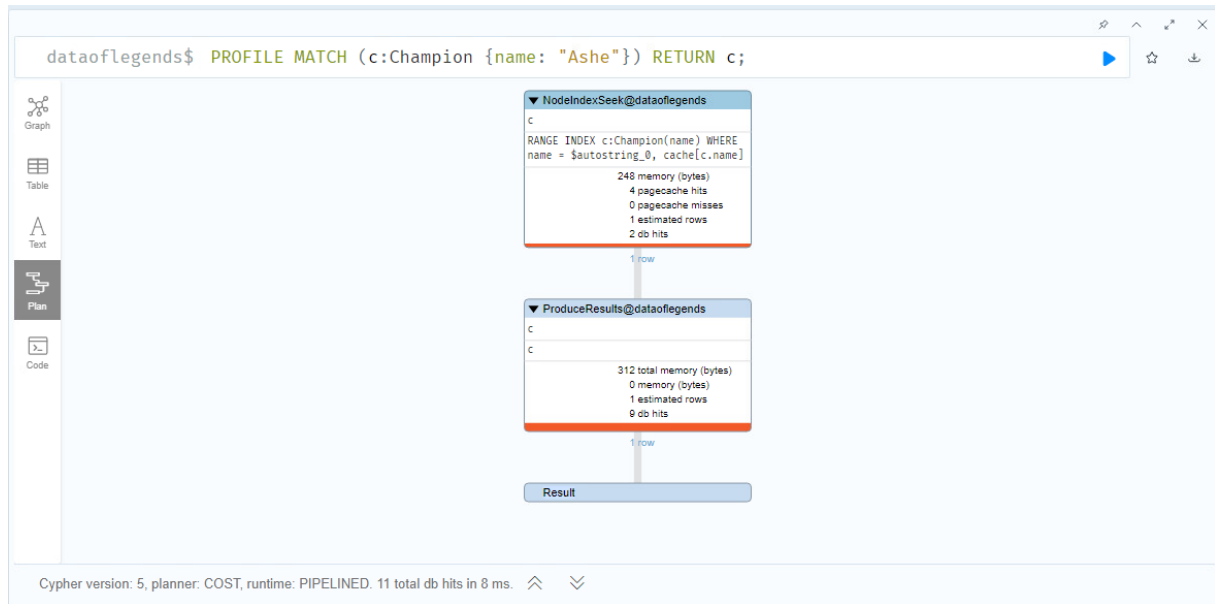 dataoflegends$ PROFILE MATCH (c:Champion {name: "Ashe"}) RETURN c;
Graph
Table
A
Text
Plan
Code
NodeIndexSeek@dataoflegends
c
RANGE INDEX c:Champion(name) WHERE
name = $autostring_0, cache[c.name]
248 memory (bytes)
4 pagecache hits
0 pagecache misses
1 estimated rows
2 db hits
1 row
ProduceResults@dataoflegends
c
c
312 total memory (bytes)
0 memory (bytes)
1 estimated rows
9 db hits
1 row
Result
Cypher version: 5, planner: COST, runtime: PIPELINED. 11 total db hits in 8 ms.